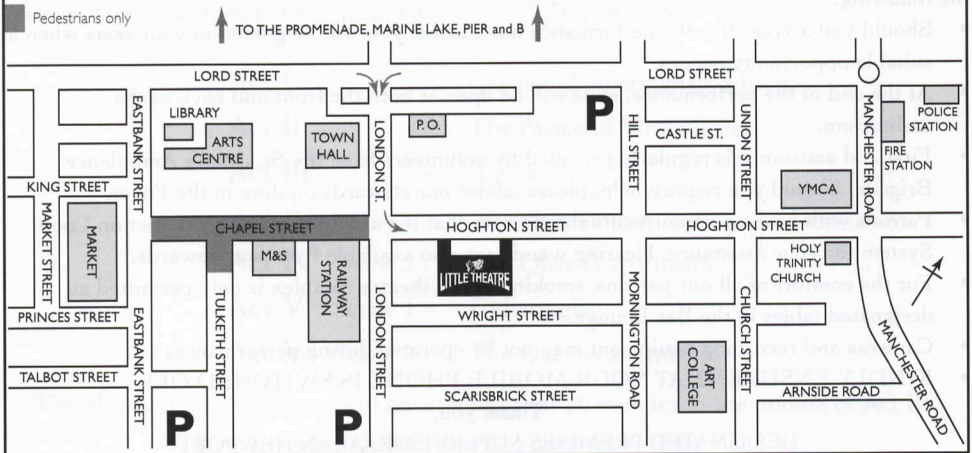 Pedestrians only
TO THE PROMENADE, MARINE LAKE, PIER and B
LORD STREET
LORD STREET
LIBRARY
ARTS
CENTRE
TOWN
HALL
P.O.
P
CASTLE ST.
POLICE
STATION
FIRE
STATION
YMCA
EASTBANK STREET
LONDON ST.
HILL STREET
UNION STREET
MANCHESTER ROAD
KING STREET
CHAPEL STREET
HOGHTON STREET
HOGHTON STREET
MARKET STREET
MARKET
M&S
RAILWAY
STATION
LITTLE THEATRE
HOLY
TRINITY
CHURCH
PRINCES STREET
WRIGHT STREET
EASTBANK STREET
TULKETH STREET
LONDON STREET
MORNINGTON ROAD
CHURCH STREET
MANCHESTER ROAD
TALBOT STREET
SCARISBRICK STREET
ART
COLLEGE
ARNSIDE ROAD
P
P